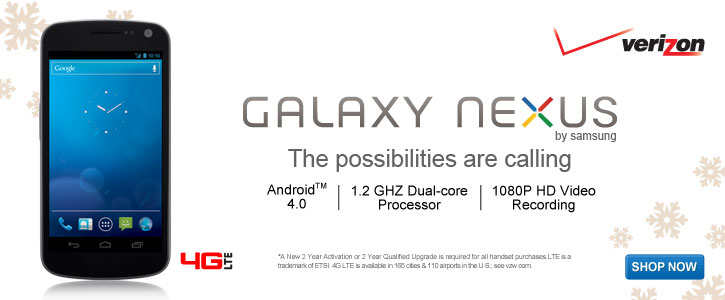 verizon
Google
GALAXY NEXUS
by samsung
The possibilities are calling
Android™ 4.0
1.2 GHZ Dual-core Processor
1080P HD Video Recording
4G LTE
*A New 2 Year Activation or 2 Year Qualified Upgrade is required for all handset purchases.LTE is a
trademark of ETSI. 4G LTE is available in 165 cities & 110 airports in the U.S.; see vzw.com.
SHOP NOW